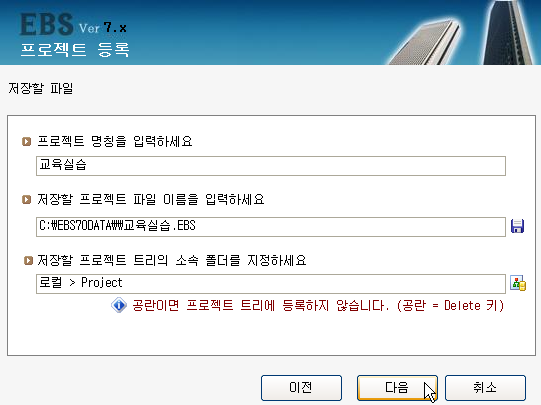 EBS Ver 7.x
프로젝트 등록
저장할 파일
프로젝트 명칭을 입력하세요
교육실습
저장할 프로젝트 파일 이름을 입력하세요
C:\EBS70DATA\\교육실습.EBS
저장할 프로젝트 트리의 소속 폴더를 지정하세요
로컬 > Project
공란이면 프로젝트 트리에 등록하지 않습니다. (공란 = Delete 키)
이전 다음 취소